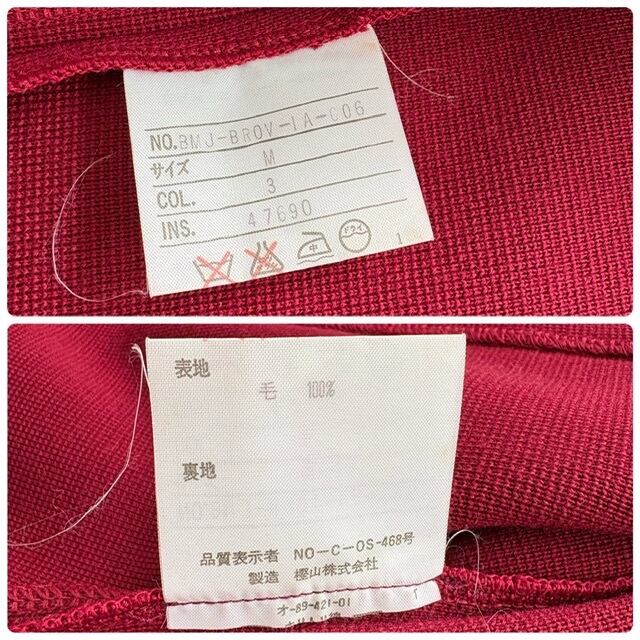 NO. BMJ-BROV-IA-C06
サイズ M
COL. 3
INS. 47690
中 ドライ
1
表地
毛 100%
裏地
品質表示者 NO-C-OS-468号
製造 樫山株式会社
オ-89-421-01